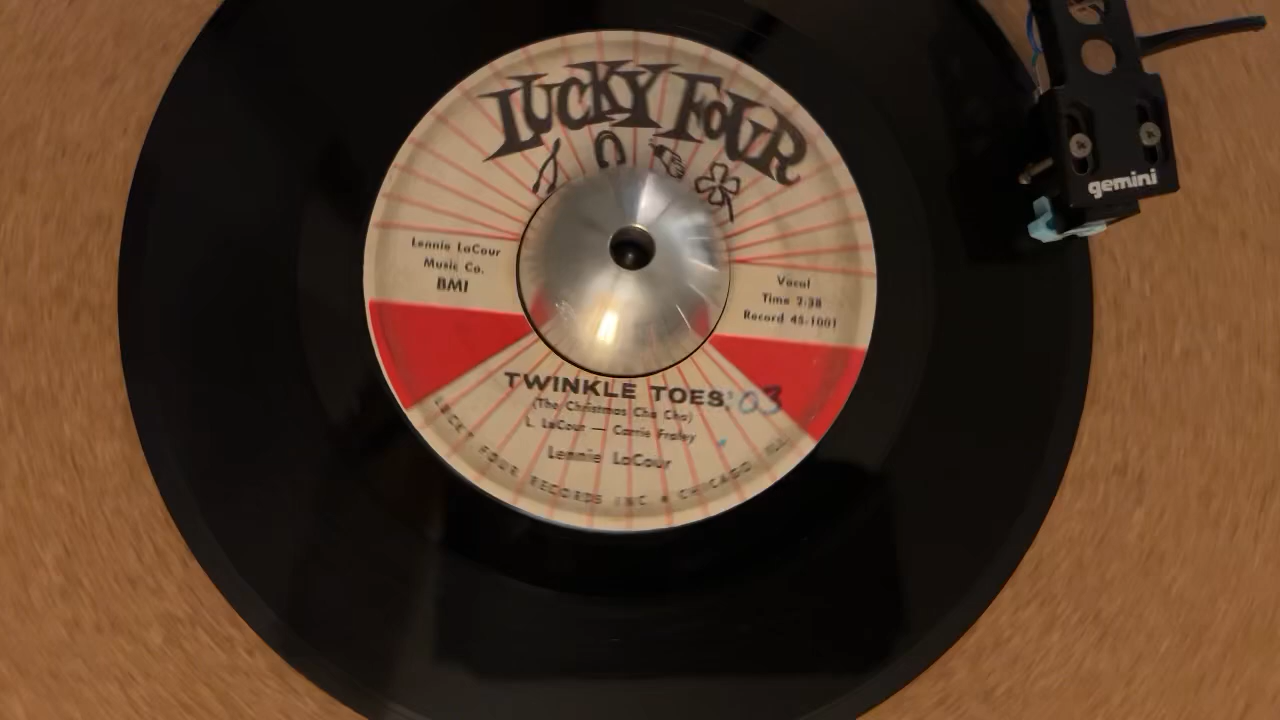 LUCKY FOUR
gemini
Lennie LaCour
Music Co.
BMI
Vocal
Time 2:38
Record 45-1001
TWINKLE TOES '03
(The Christmas Cha Cha)
L. LaCour — Carrie Fraley
Lennie LaCour
LUCKY FOUR RECORDS INC • CHICAGO ILL